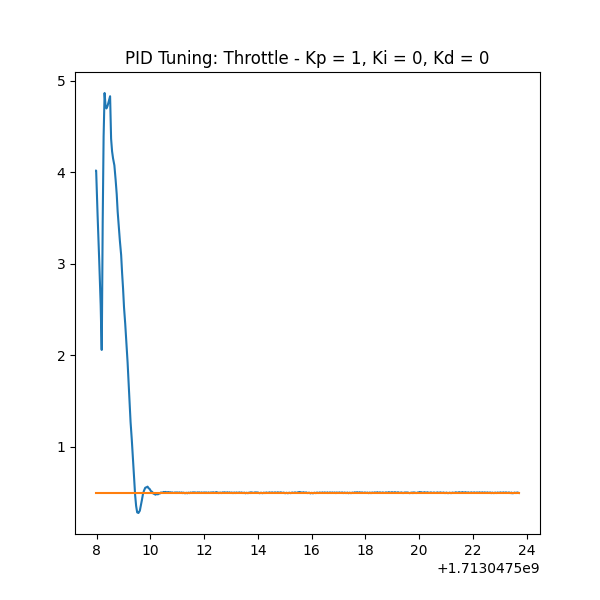 PID Tuning: Throttle - Kp = 1, Ki = 0, Kd = 0
5
4
3
2
1
8 10 12 14 16 18 20 22 24
+1.7130475e9